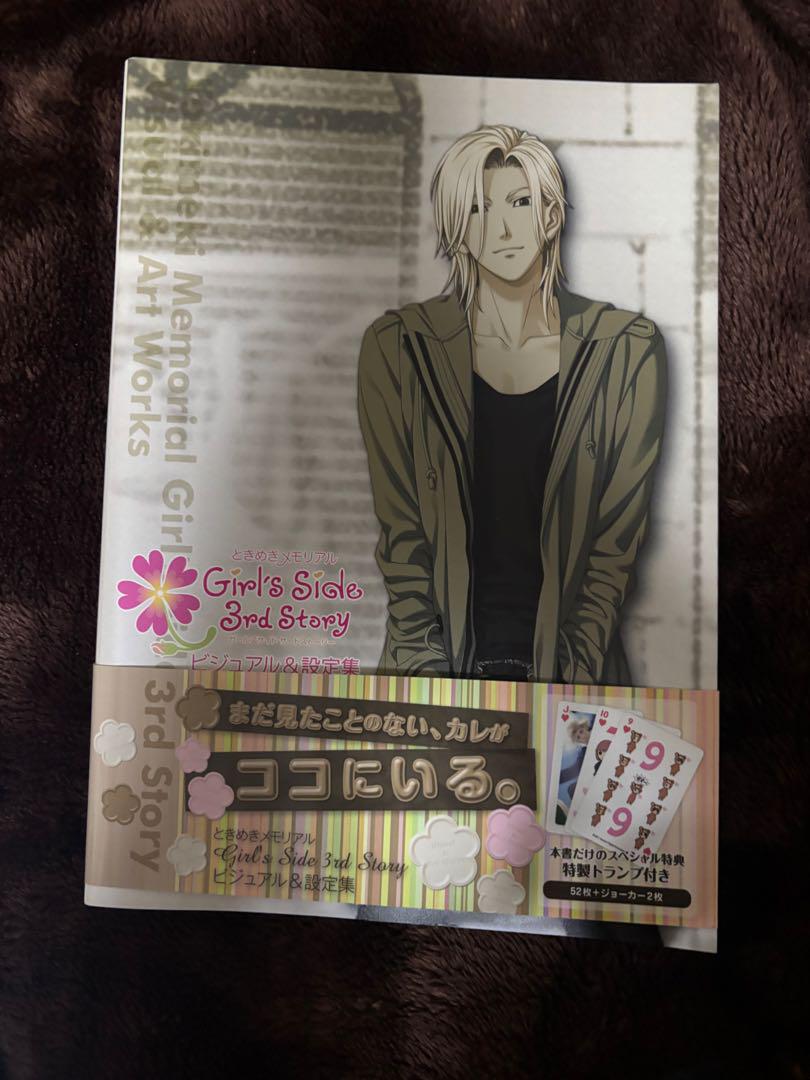 Tokimeki Memorial Girl's
Visual & Art Works
3rd Story
ときめきメモリアル
Girl's Side
3rd Story
ガールズサイド サードストーリー
ビジュアル&設定集
まだ見たことのない、カレが
ココにいる。
ときめきメモリアル
Girl's Side 3rd Story
ビジュアル&設定集
J
10
9
9
9
本書だけのスペシャル特典
特製トランプ付き
52枚+ジョーカー2枚